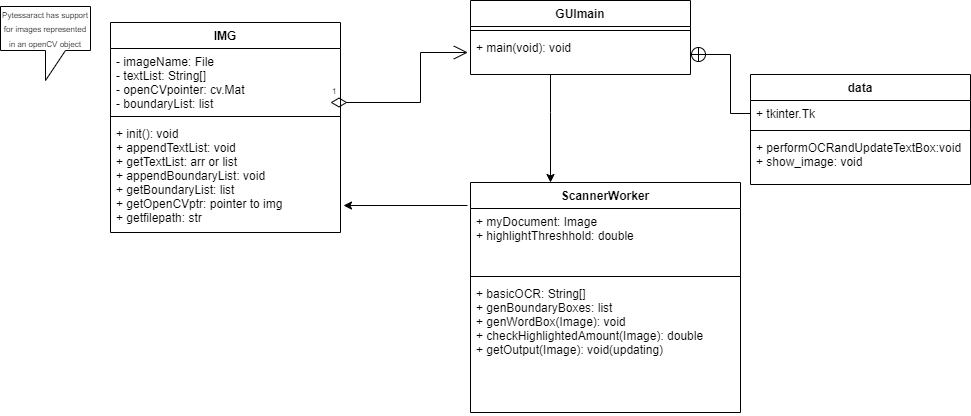 Pytessaract has support
for images represented
in an openCV object
IMG
- imageName: File
- textList: String[]
- openCVpointer: cv.Mat
- boundaryList: list
1
+ init(): void
+ appendTextList: void
+ getTextList: arr or list
+ appendBoundaryList: void
+ getBoundaryList: list
+ getOpenCVptr: pointer to img
+ getfilepath: str
GUImain
+ main(void): void
data
+ tkinter.Tk
+ performOCRandUpdateTextBox:void
+ show_image: void
ScannerWorker
+ myDocument: Image
+ highlightThreshhold: double
+ basicOCR: String[]
+ genBoundaryBoxes: list
+ genWordBox(Image): void
+ checkHighlightedAmount(Image): double
+ getOutput(Image): void(updating)